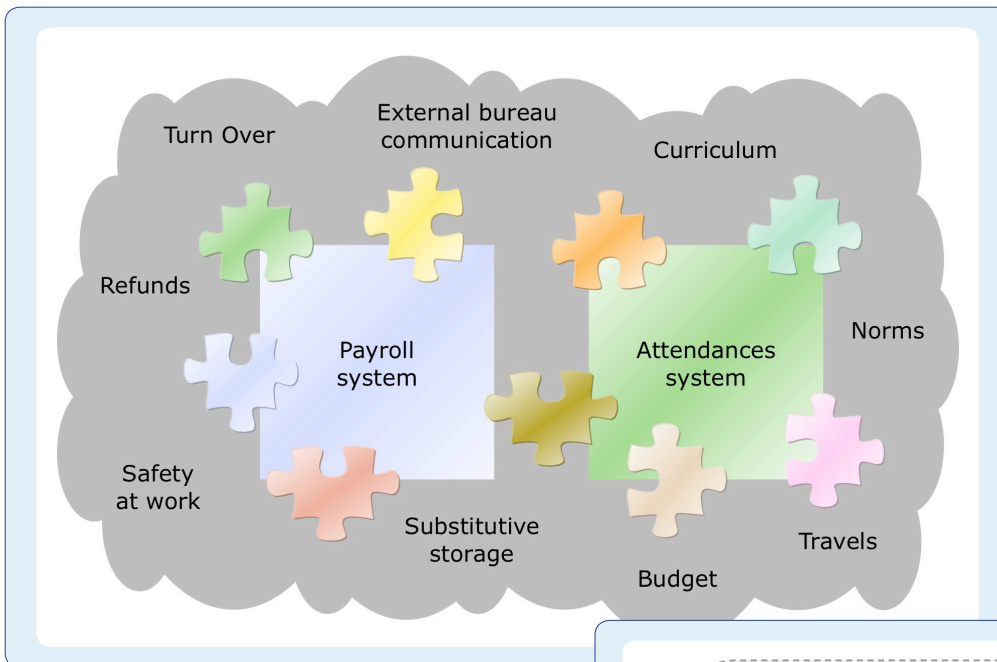 Turn Over
External bureau
communication
Curriculum
Refunds
Norms
Payroll
system
Attendances
system
Safety
at work
Substitutive
storage
Travels
Budget